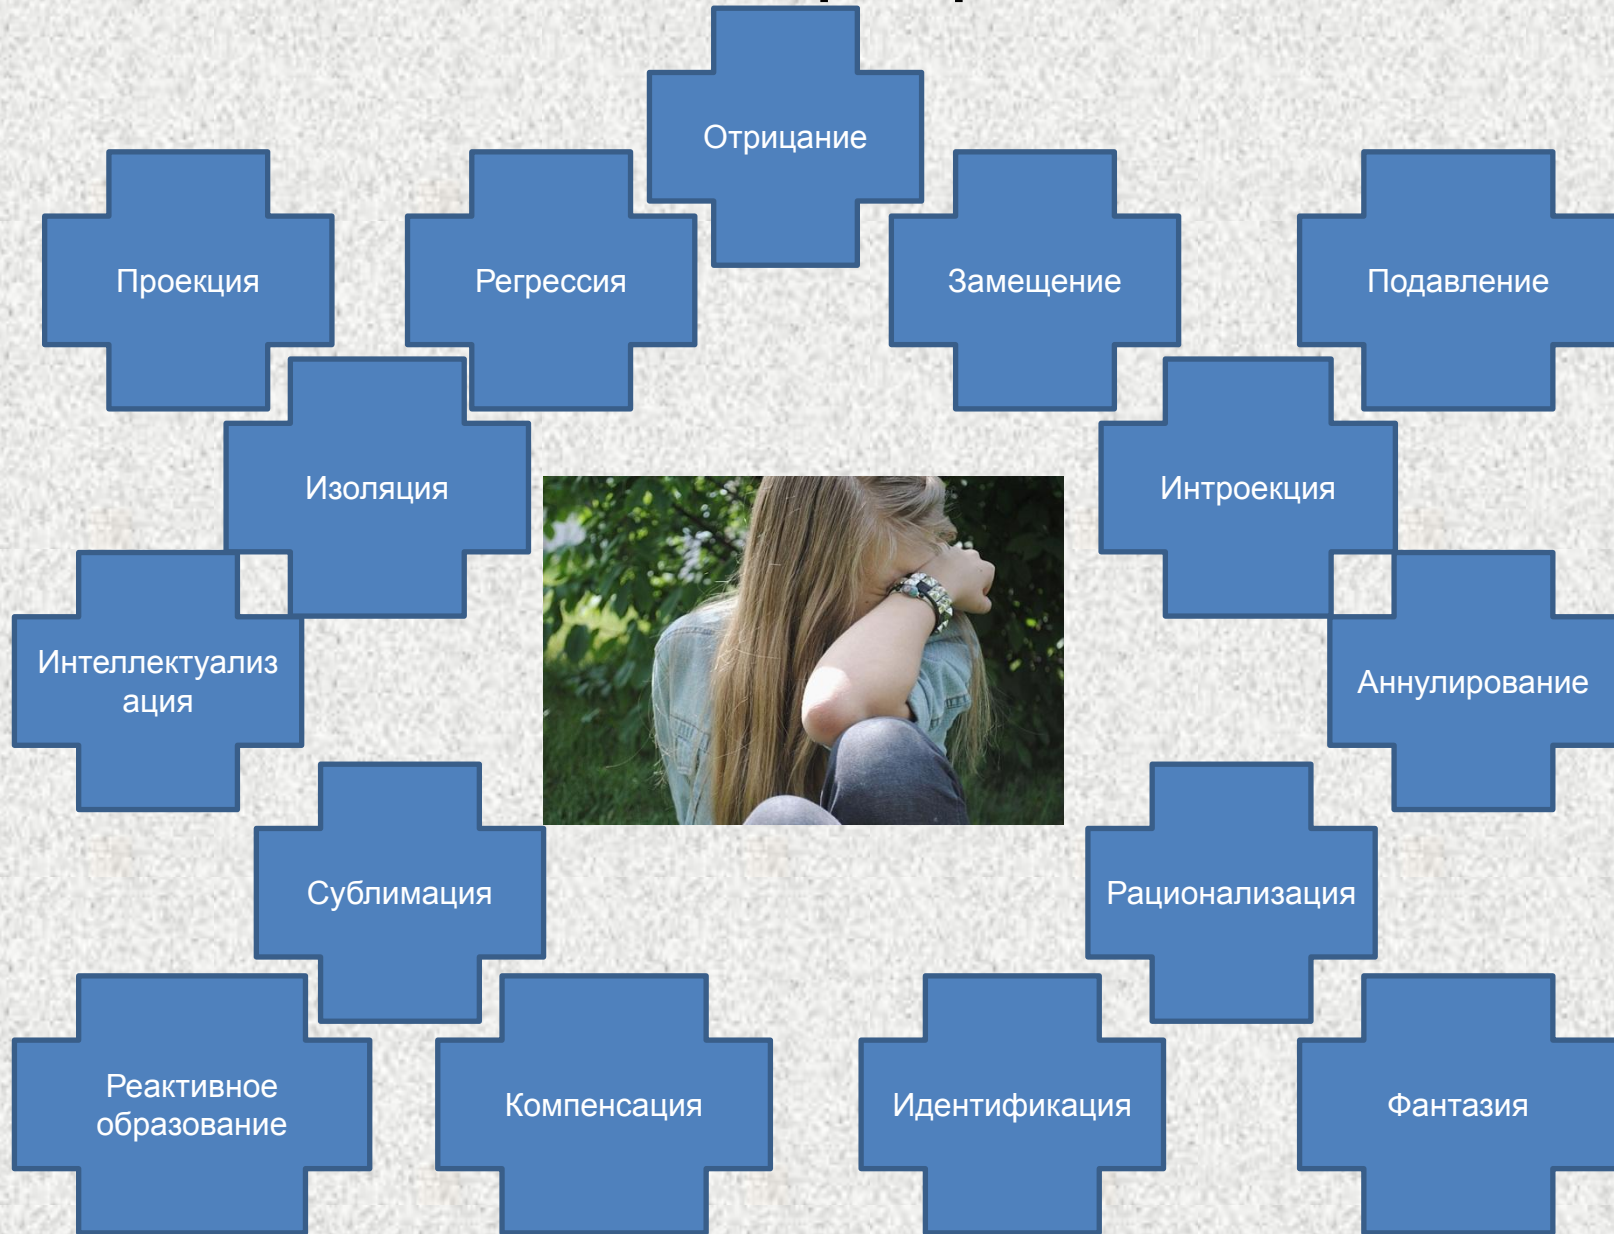 Отрицание
Проекция
Регрессия
Замещение
Подавление
Изоляция
Интроекция
Интеллектуализ
ация
Аннулирование
Сублимация
Рационализация
Реактивное
образование
Компенсация
Идентификация
Фантазия